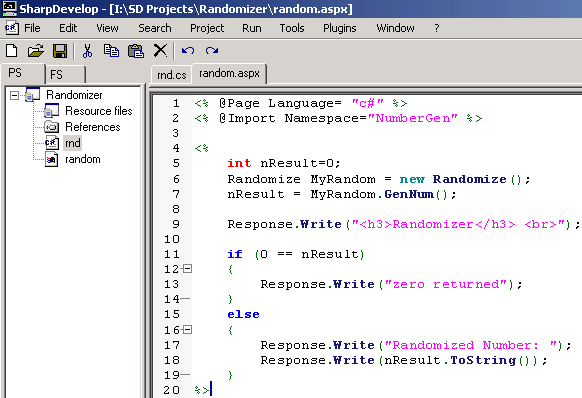 SharpDevelop - [I:\SD Projects\Randomizer\random.aspx]
File Edit View Search Project Run Tools Plugins Window ?
PS FS
Randomizer
Resource files
References
rnd
random
rnd.cs random.aspx
1 <% @Page Language= "c#" %>
2 <% @Import Namespace="NumberGen" %>
3
4 <%
5 int nResult=0;
6 Randomize MyRandom = new Randomize();
7 nResult = MyRandom.GenNum();
8
9 Response.Write("<h3>Randomizer</h3> <br>");
10
11 if (0 == nResult)
12 {
13 Response.Write("zero returned");
14 }
15 else
16 {
17 Response.Write("Randomized Number: ");
18 Response.Write(nResult.ToString());
19 }
20 %>